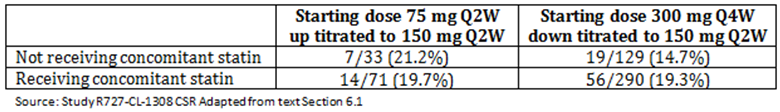 Starting dose 75 mg Q2W Starting dose 300 mg Q4W
up titrated to 150 mg Q2W down titrated to 150 mg Q2W
Not receiving concomitant statin 7/33 (21.2%) 19/129 (14.7%)
Receiving concomitant statin 14/71 (19.7%) 56/290 (19.3%)
Source: Study R727-CL-1308 CSR Adapted from text Section 6.1